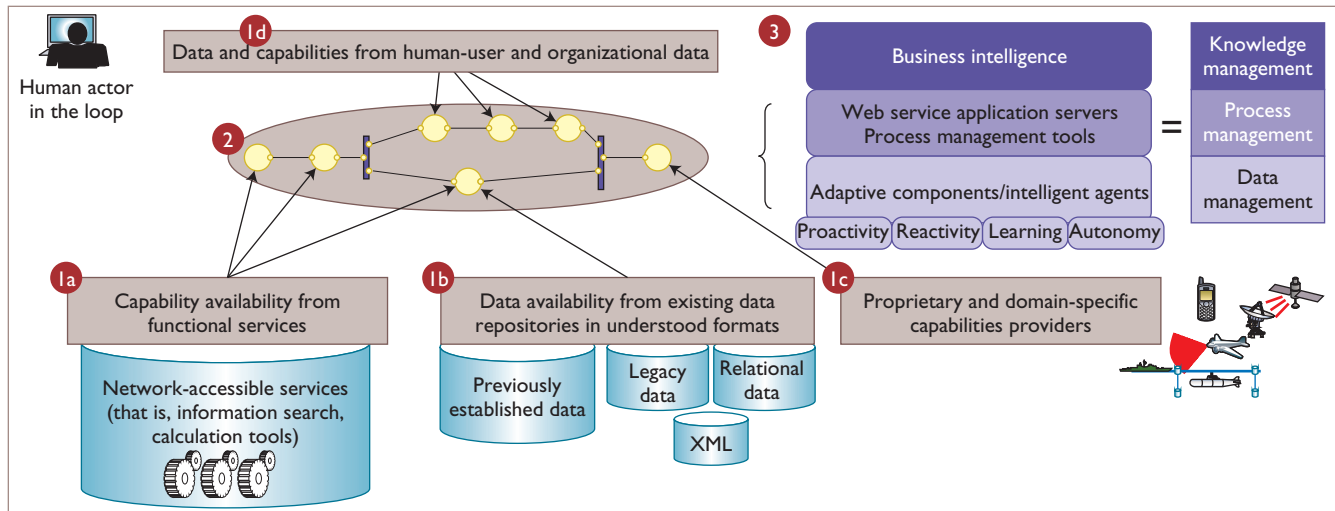 Human actor
in the loop
1d
Data and capabilities from human-user and organizational data
2
3
Business intelligence
Web service application servers
Process management tools
Adaptive components/intelligent agents
Proactivity
Reactivity
Learning
Autonomy
=
Knowledge
management
Process
management
Data
management
1a
Capability availability from
functional services
Network-accessible services
(that is, information search,
calculation tools)
1b
Data availability from existing data
repositories in understood formats
Previously
established data
Legacy
data
Relational
data
XML
1c
Proprietary and domain-specific
capabilities providers